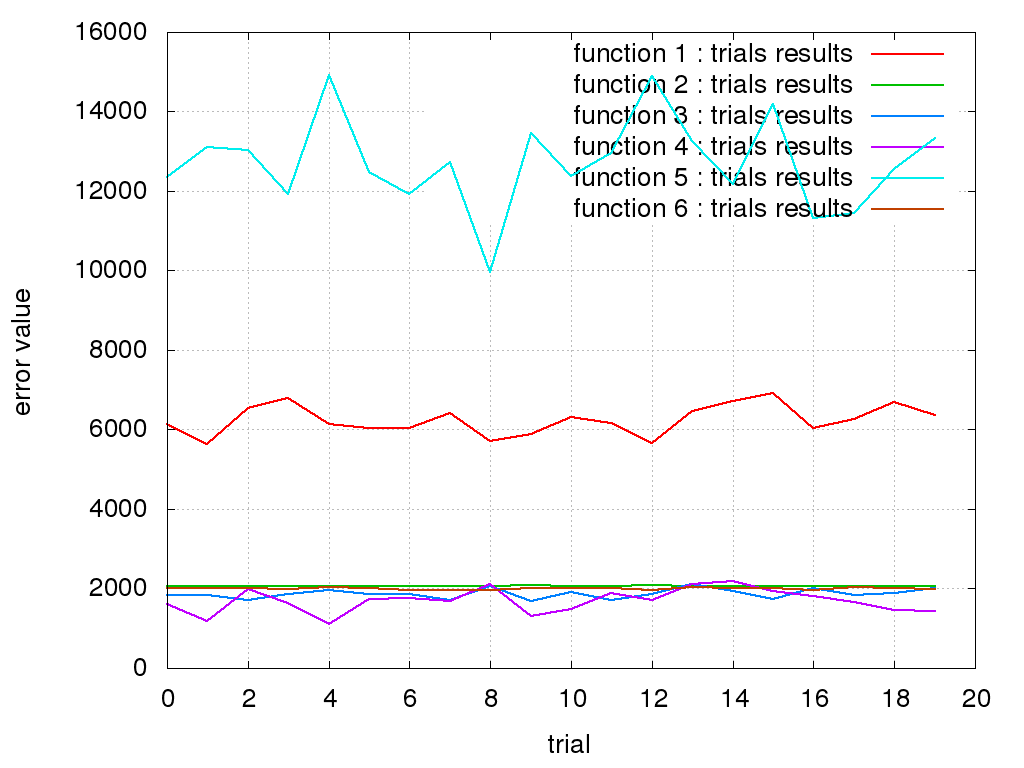 16000
14000
12000
10000
8000
6000
4000
2000
0
error value
function 1 : trials results
function 2 : trials results
function 3 : trials results
function 4 : trials results
function 5 : trials results
function 6 : trials results
0 2 4 6 8 10 12 14 16 18 20
trial